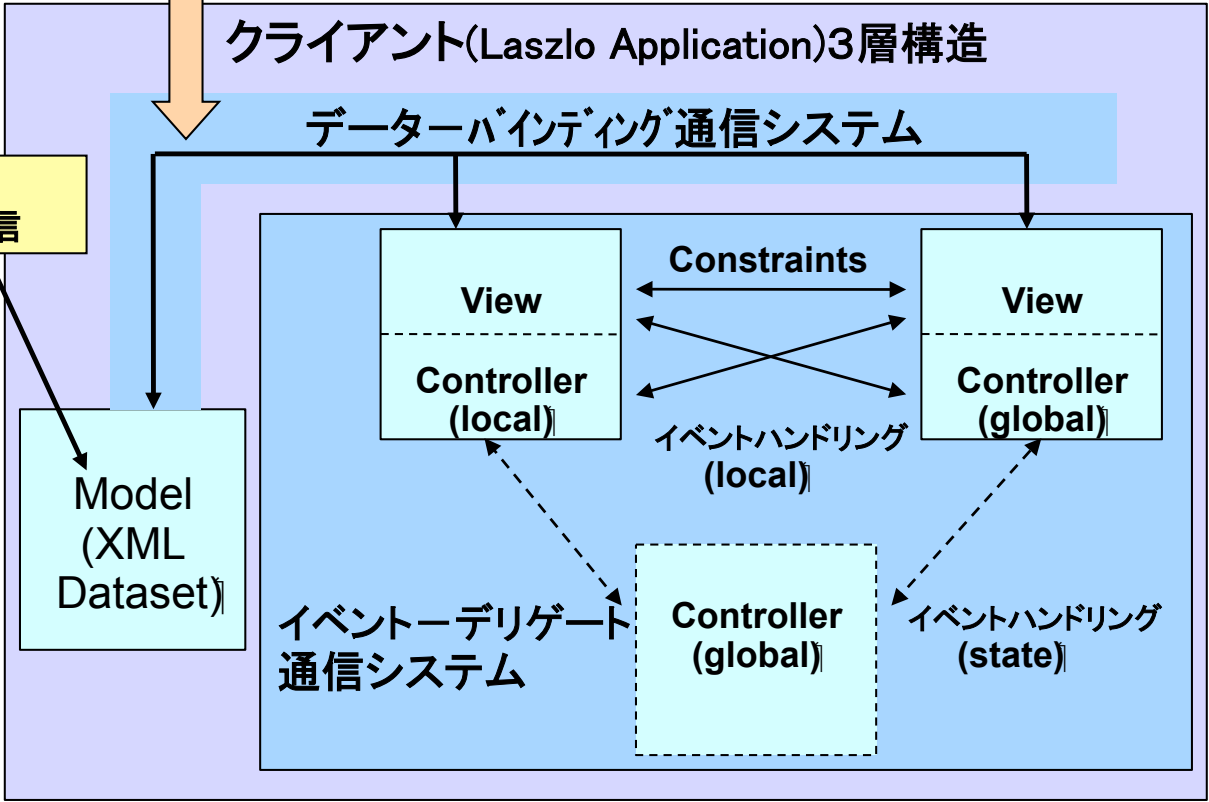 クライアント(Laszlo Application)３層構造
データーバインディング通信システム
信
View
Controller
(local)
Constraints
View
Controller
(global)
イベントハンドリング
(local)
Model
(XML
Dataset)
イベントーデリゲート
通信システム
Controller
(global)
イベントハンドリング
(state)